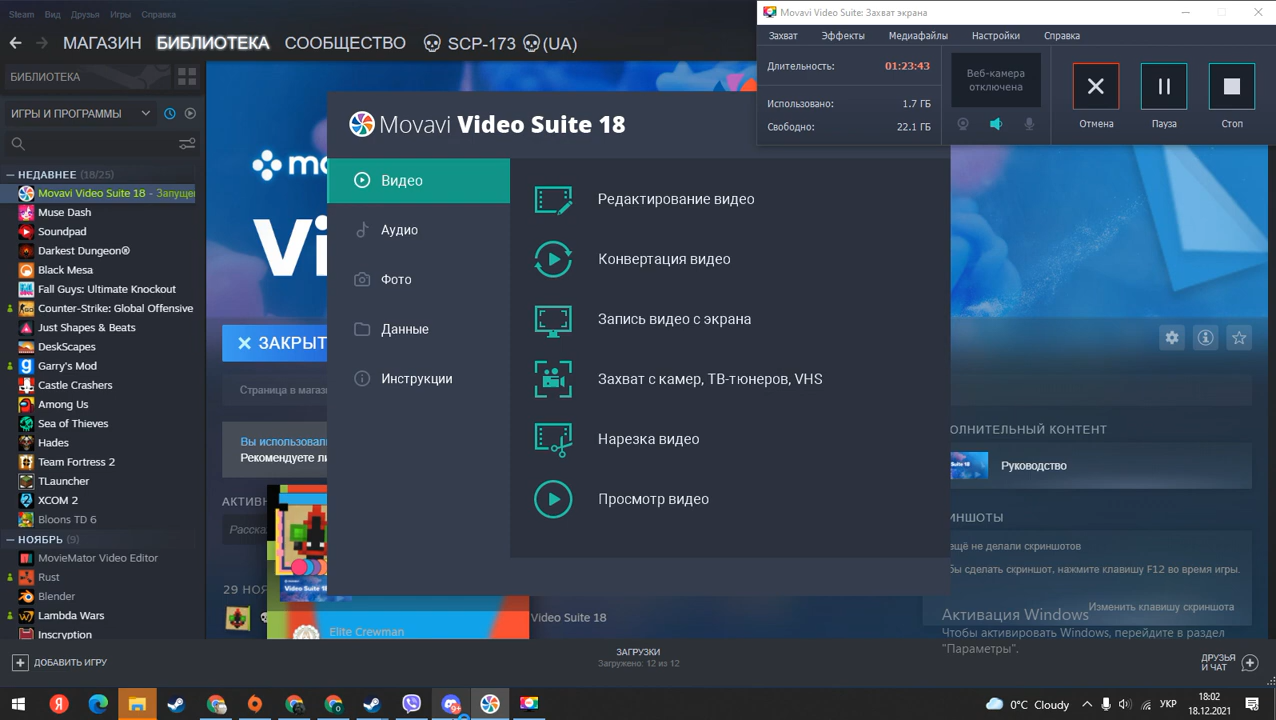 Steam Вид Друзья Игры Справка
МАГАЗИН БИБЛИОТЕКА СООБЩЕСТВО SCP-173 (UA)
БИБЛИОТЕКА
ИГРЫ И ПРОГРАММЫ
НЕДАВНЕЕ (18/25)
Movavi Video Suite 18 - Запуще
Muse Dash
Soundpad
Darkest Dungeon®
Black Mesa
Fall Guys: Ultimate Knockout
Counter-Strike: Global Offensive
Just Shapes & Beats
DeskScapes
Garry's Mod
Castle Crashers
Among Us
Sea of Thieves
Hades
Team Fortress 2
TLauncher
XCOM 2
Bloons TD 6
НОЯБРЬ (9)
MovieMator Video Editor
Rust
Blender
Lambda Wars
Inscryption
ДОБАВИТЬ ИГРУ
Movavi Video Suite 18
Видео
Аудио
Фото
Данные
Инструкции
Редактирование видео
Конвертация видео
Запись видео с экрана
Захват с камер, ТВ-тюнеров, VHS
Нарезка видео
Просмотр видео
Movavi Video Suite: Захват экрана
Захват Эффекты Медиафайлы Настройки Справка
Длительность: 01:23:43
Использовано: 1.7 ГБ
Свободно: 22.1 ГБ
Веб-камера
отключена
Отмена Пауза Стоп
mo
Vi
ЗАКРЫТ
Страница в магаз
Вы использовал
Рекомендуете ли
АКТИВН
Расска
29 НОЯ
Video Suite 18
Elite Crewman
Video Suite 18
ОЛНИТЕЛЬНЫЙ КОНТЕНТ
Suite 18
Руководство
ИНШОТЫ
ещё не делали скриншотов
бы сделать скриншот, нажмите клавишу F12 во время игры.
Изменить клавишу скриншота
Активация Windows
Чтобы активировать Windows, перейдите в раздел
"Параметры".
ЗАГРУЗКИ
Загружено: 12 из 12
ДРУЗЬЯ
И ЧАТ
0°C Cloudy
УКР
18:02
18.12.2021